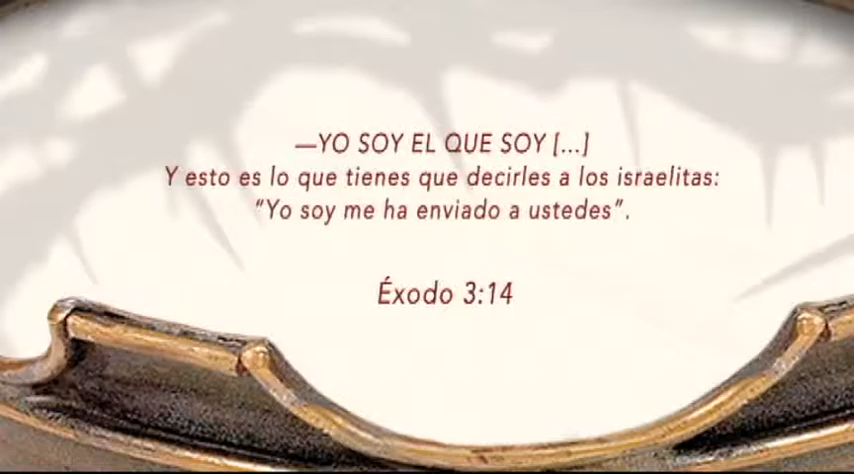 —YO SOY EL QUE SOY [...]
Y esto es lo que tienes que decirles a los israelitas:
“Yo soy me ha enviado a ustedes”.
Éxodo 3:14